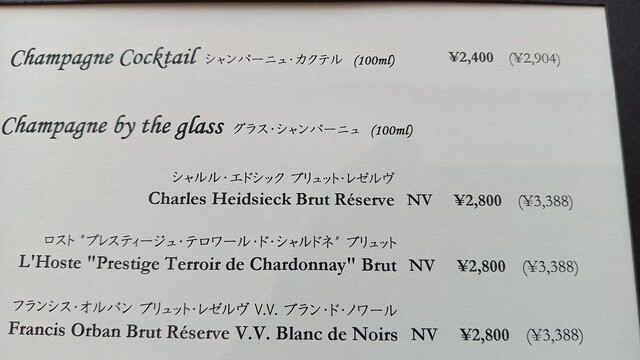 Champagne Cocktail シャンパーニュ・カクテル (100ml) ¥2,400 (¥2,904)
Champagne by the glass グラス・シャンパーニュ (100ml)
シャルル・エドシック ブリュット・レゼルヴ
Charles Heidsieck Brut Réserve NV ¥2,800 (¥3,388)
ロスト "プレスティージュ・テロワール・ド・シャルドネ" ブリュット
L'Hoste "Prestige Terroir de Chardonnay" Brut NV ¥2,800 (¥3,388)
フランシス・オルバン ブリュット・レゼルヴ V.V. ブラン・ド・ノワール
Francis Orban Brut Réserve V.V. Blanc de Noirs NV ¥2,800 (¥3,388)